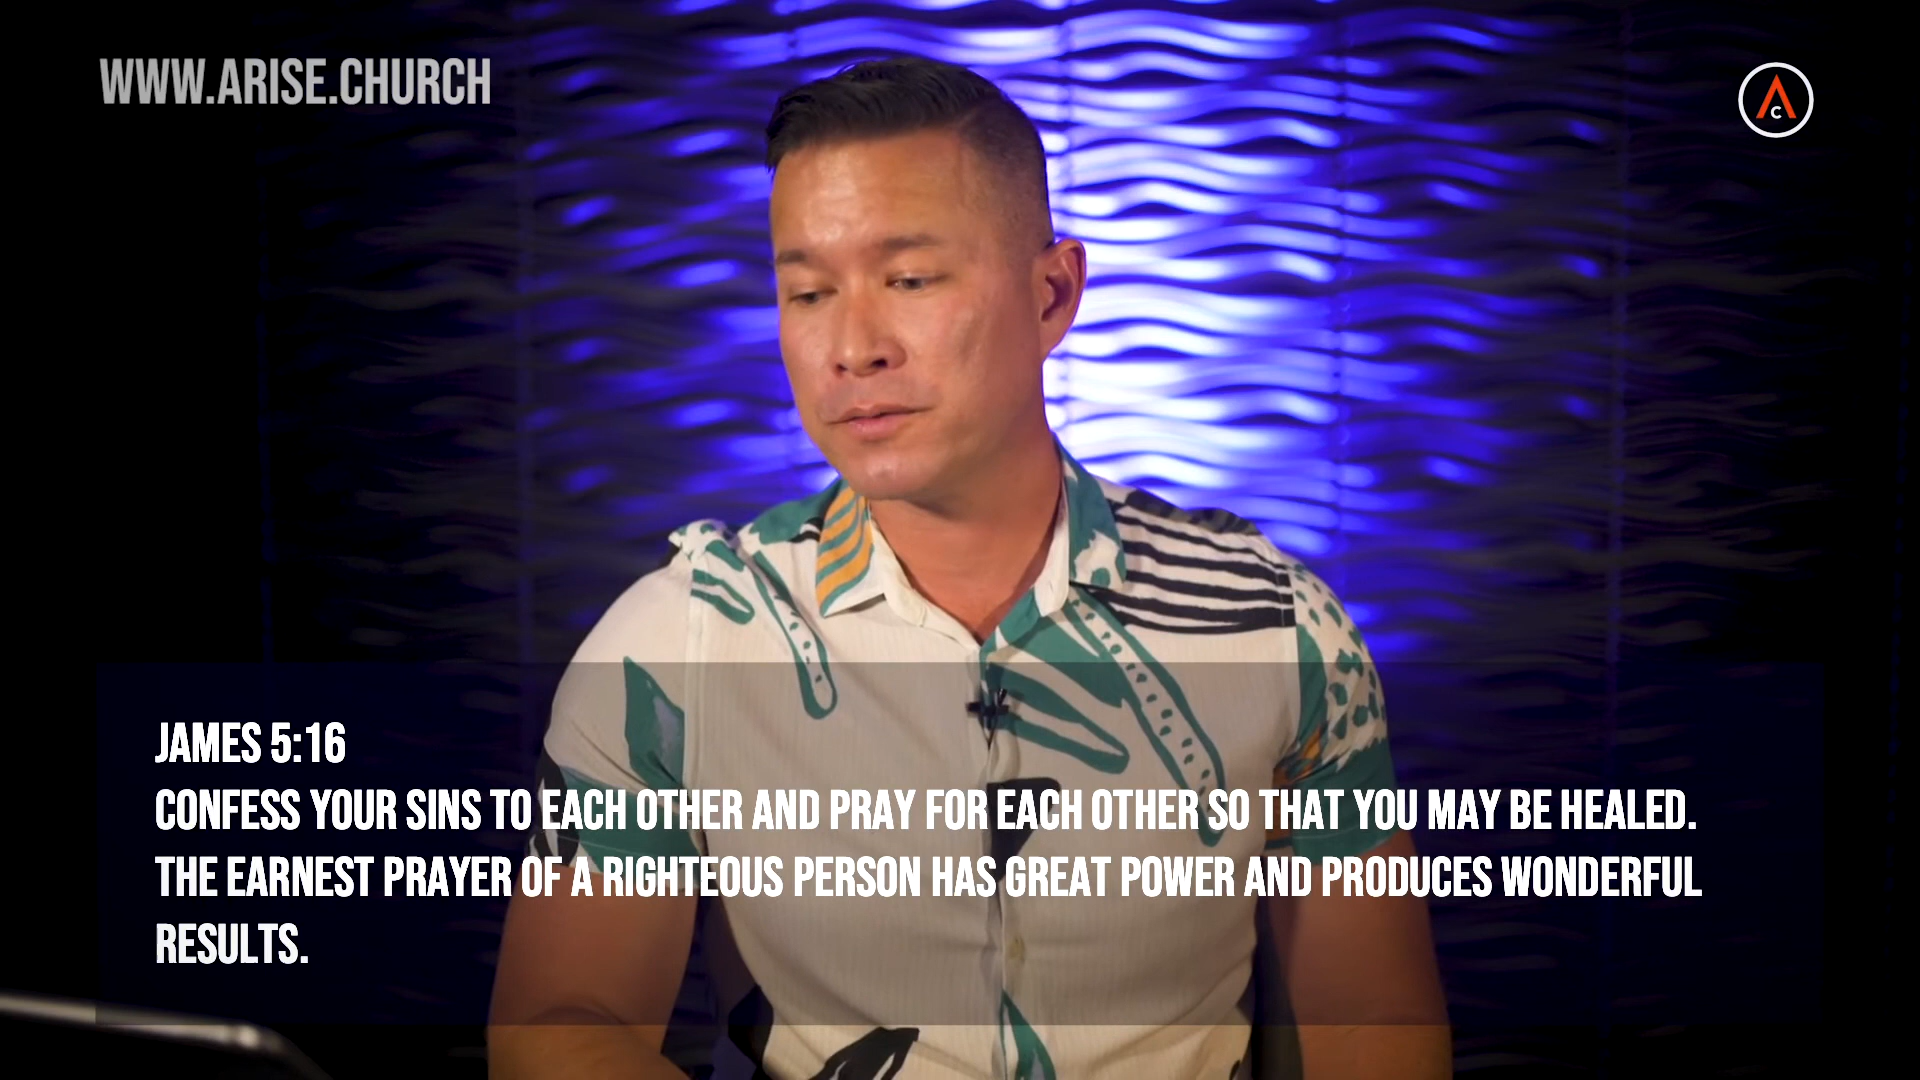 WWW.ARISE.CHURCH
AC
JAMES 5:16
CONFESS YOUR SINS TO EACH OTHER AND PRAY FOR EACH OTHER SO THAT YOU MAY BE HEALED.
THE EARNEST PRAYER OF A RIGHTEOUS PERSON HAS GREAT POWER AND PRODUCES WONDERFUL
RESULTS.